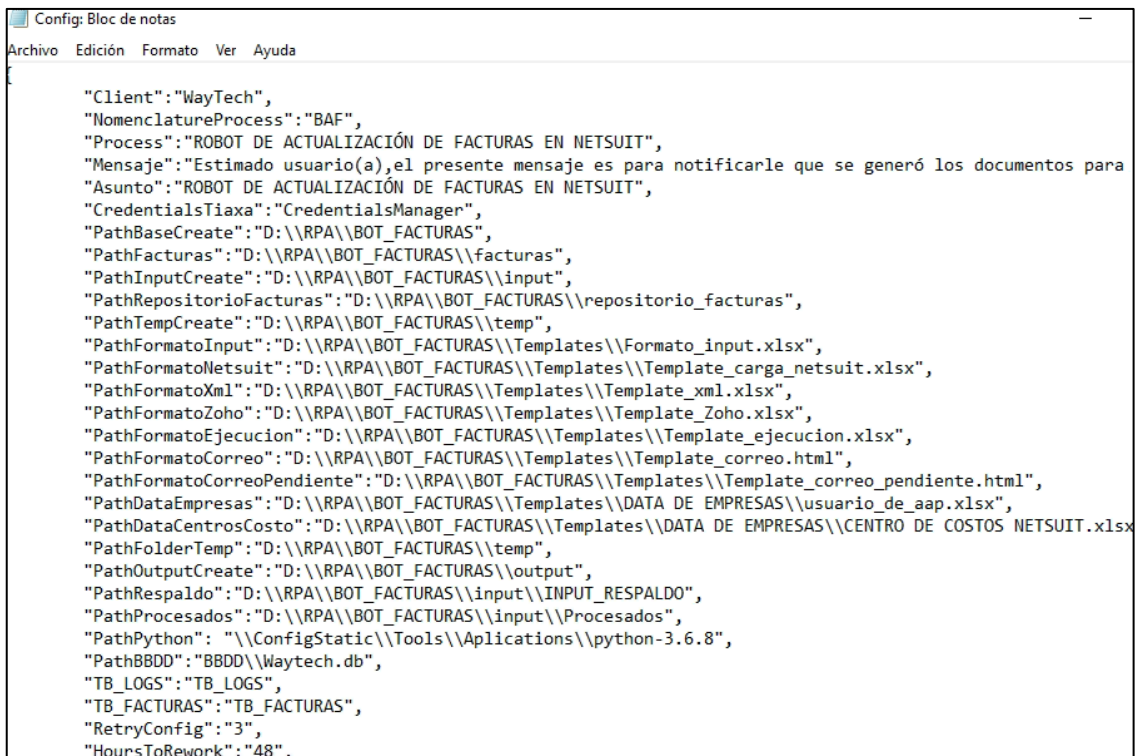 Config: Bloc de notas
Archivo Edición Formato Ver Ayuda
{
"Client":"WayTech",
"NomenclatureProcess":"BAF",
"Process":"ROBOT DE ACTUALIZACIÓN DE FACTURAS EN NETSUIT",
"Mensaje":"Estimado usuario(a),el presente mensaje es para notificarle que se generó los documentos para
"Asunto":"ROBOT DE ACTUALIZACIÓN DE FACTURAS EN NETSUIT",
"CredentialsTiaxa":"CredentialsManager",
"PathBaseCreate":"D:\\RPA\\BOT_FACTURAS",
"PathFacturas":"D:\\RPA\\BOT_FACTURAS\\facturas",
"PathInputCreate":"D:\\RPA\\BOT_FACTURAS\\input",
"PathRepositorioFacturas":"D:\\RPA\\BOT_FACTURAS\\repositorio_facturas",
"PathTempCreate":"D:\\RPA\\BOT_FACTURAS\\temp",
"PathFormatoInput":"D:\\RPA\\BOT_FACTURAS\\Templates\\Formato_input.xlsx",
"PathFormatoNetsuit":"D:\\RPA\\BOT_FACTURAS\\Templates\\Template_carga_netsuit.xlsx",
"PathFormatoXml":"D:\\RPA\\BOT_FACTURAS\\Templates\\Template_xml.xlsx",
"PathFormatoZoho":"D:\\RPA\\BOT_FACTURAS\\Templates\\Template_Zoho.xlsx",
"PathFormatoEjecucion":"D:\\RPA\\BOT_FACTURAS\\Templates\\Template_ejecucion.xlsx",
"PathFormatoCorreo":"D:\\RPA\\BOT_FACTURAS\\Templates\\Template_correo.html",
"PathFormatoCorreoPendiente":"D:\\RPA\\BOT_FACTURAS\\Templates\\Template_correo_pendiente.html",
"PathDataEmpresas":"D:\\RPA\\BOT_FACTURAS\\Templates\\DATA DE EMPRESAS\\usuario_de_aap.xlsx",
"PathDataCentrosCosto":"D:\\RPA\\BOT_FACTURAS\\Templates\\DATA DE EMPRESAS\\CENTRO DE COSTOS NETSUIT.xlsx
"PathFolderTemp":"D:\\RPA\\BOT_FACTURAS\\temp",
"PathOutputCreate":"D:\\RPA\\BOT_FACTURAS\\output",
"PathRespaldo":"D:\\RPA\\BOT_FACTURAS\\input\\INPUT_RESPALDO",
"PathProcesados":"D:\\RPA\\BOT_FACTURAS\\input\\Procesados",
"PathPython": "\\ConfigStatic\\Tools\\Aplications\\python-3.6.8",
"PathBBDD":"BBDD\\Waytech.db",
"TB_LOGS":"TB_LOGS",
"TB_FACTURAS":"TB_FACTURAS",
"RetryConfig":"3",
"HoursToRework":"48",